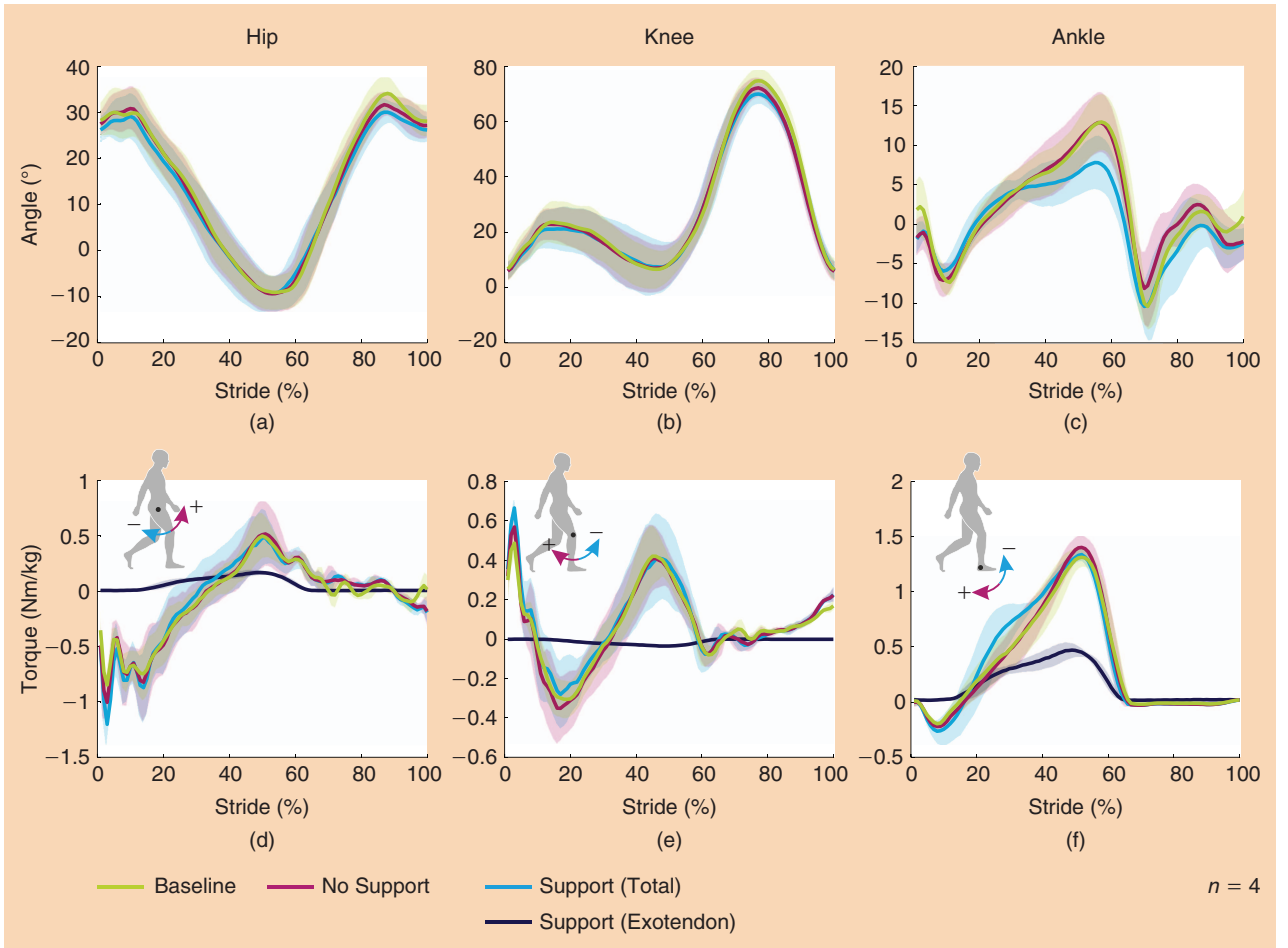 Hip Knee Ankle
40 80 20
30 60 15
20 40 10
10 20 5
0 0 0
−10 −5
−20 −20 −10
−15
Angle (°)
0 20 40 60 80 100 0 20 40 60 80 100 0 20 40 60 80 100
Stride (%) Stride (%) Stride (%)
(a) (b) (c)
1 0.8 2
0.5 0.6 1.5
0 0.4 1
−0.5 0.2 0.5
−1 0 0
−1.5 −0.2 −0.5
−0.4
−0.6
Torque (Nm/kg)
− +
+ −
− +
0 20 40 60 80 100 0 20 40 60 80 100 0 20 40 60 80 100
Stride (%) Stride (%) Stride (%)
(d) (e) (f)
Baseline No Support Support (Total) n = 4
Support (Exotendon)